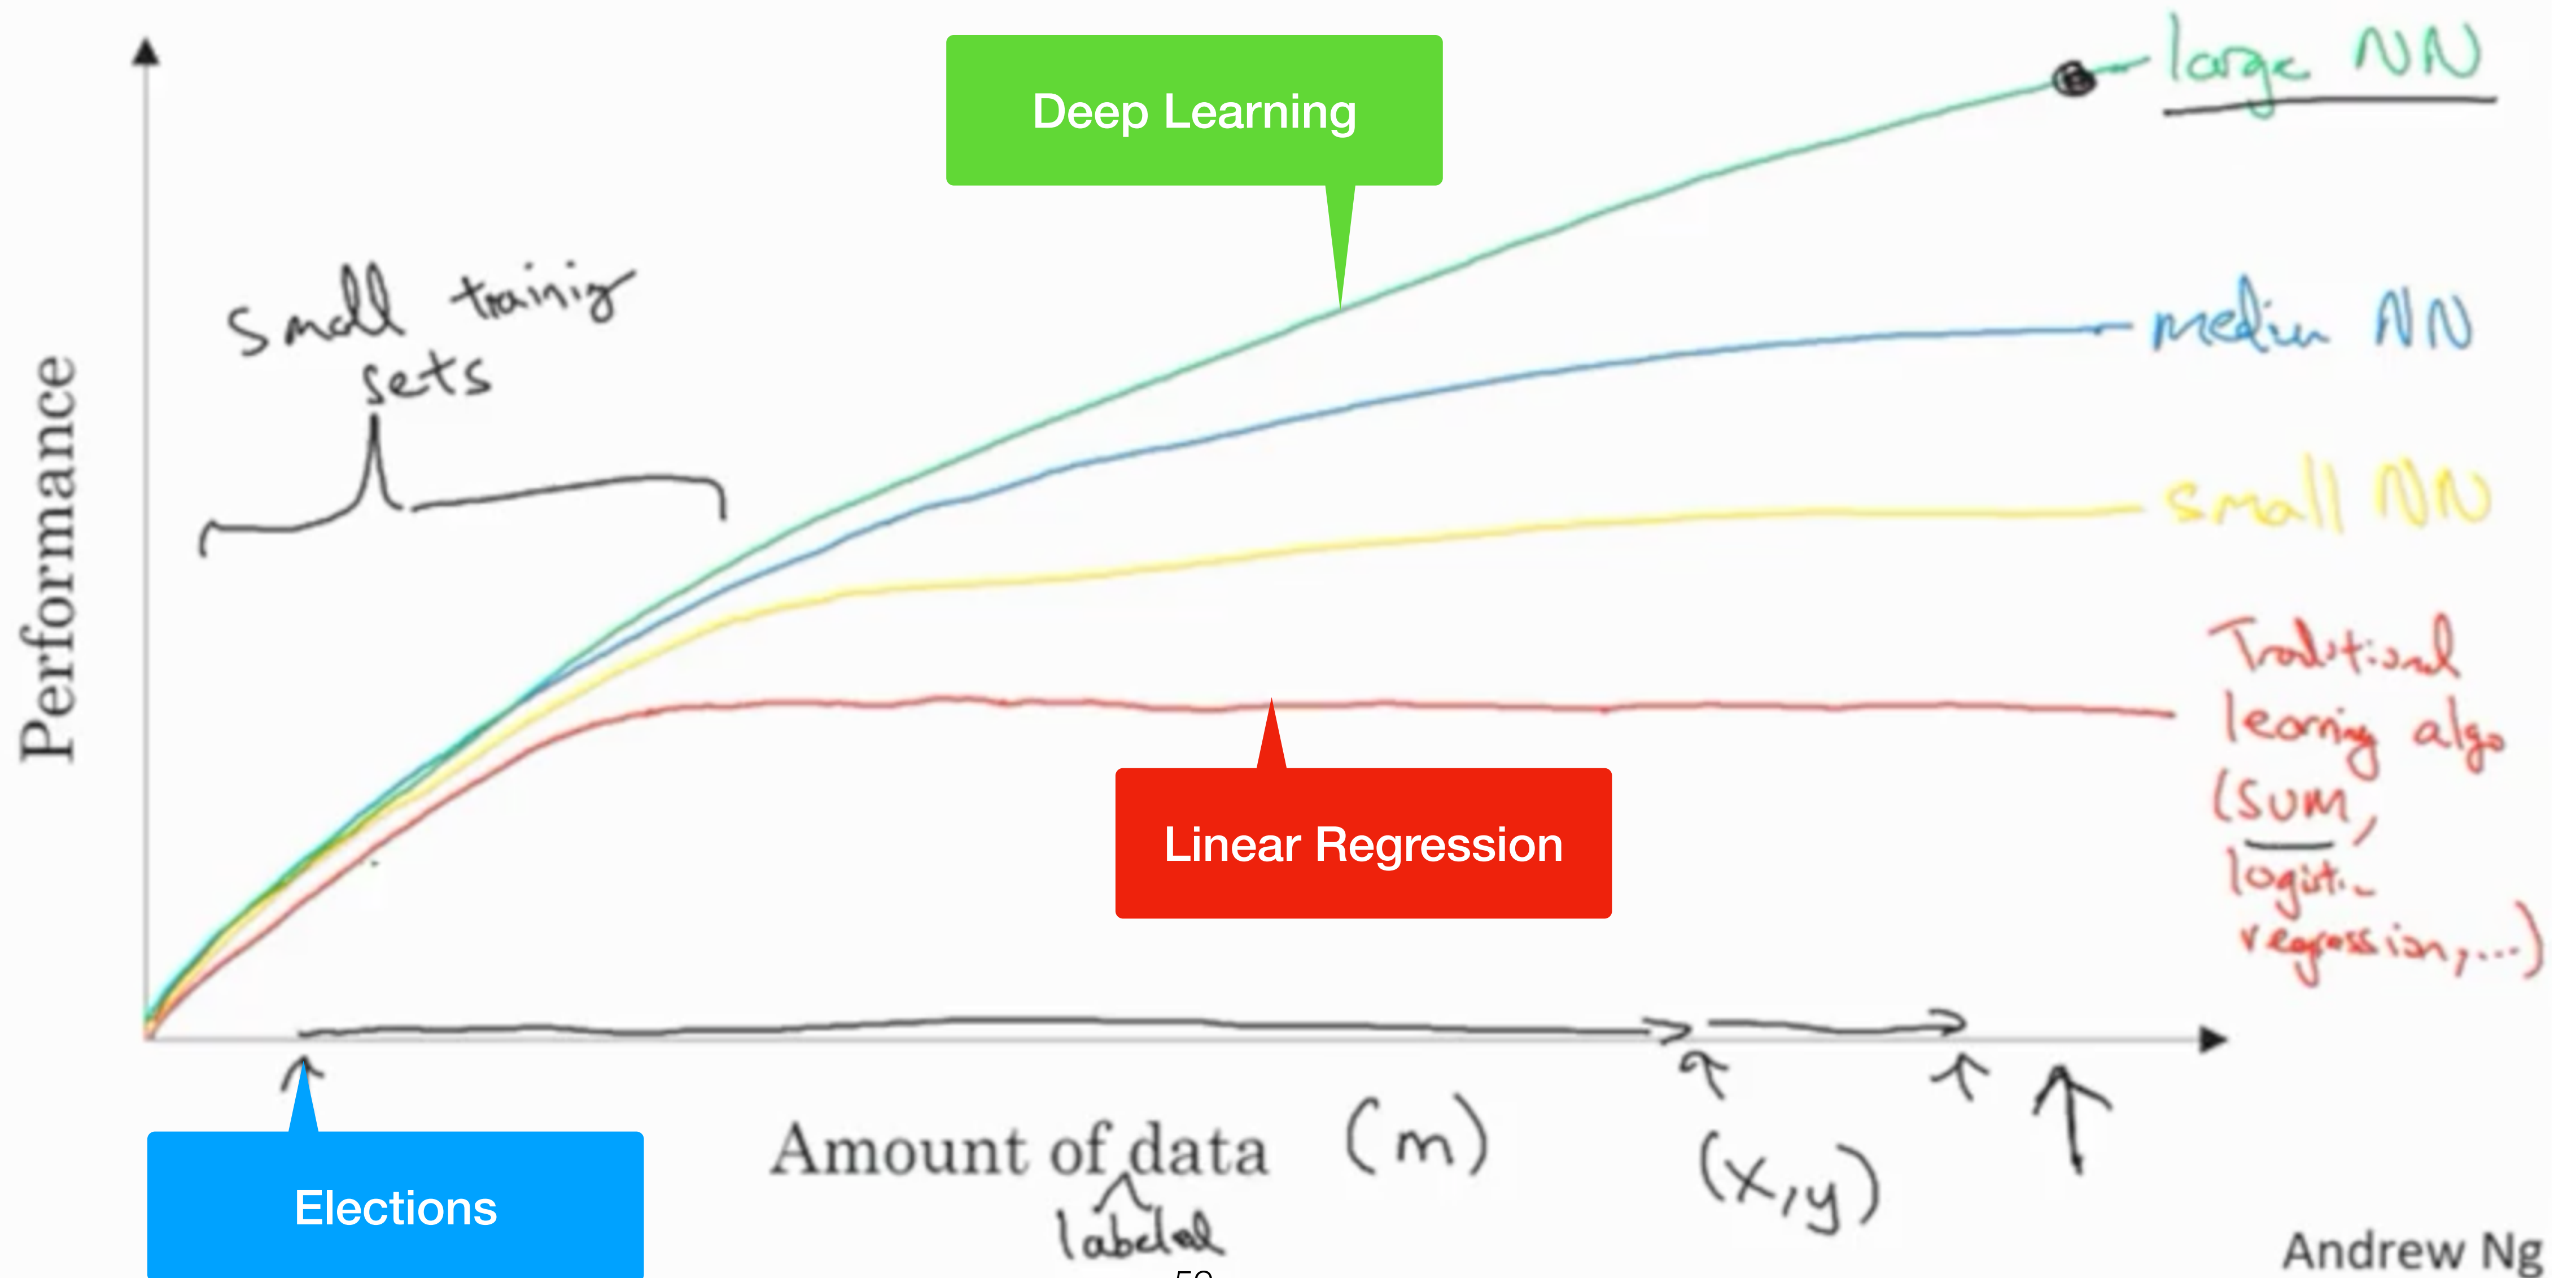 large NN
Deep Learning
small training
sets
medium NN
Performance
small NN
Traditional
learning algo
(SVM,
logistic
regression,...)
Linear Regression
Amount of data (m)
labeled
(x,y)
Elections
Andrew Ng